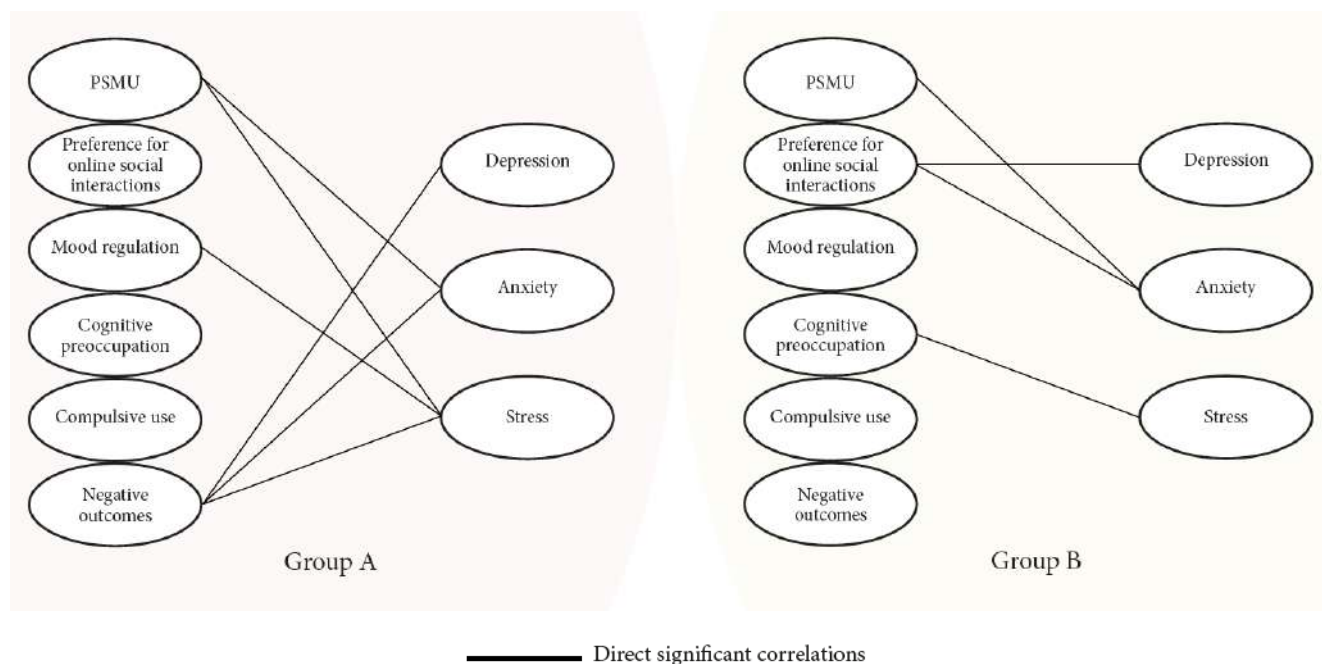 PSMU
Preference for
online social
interactions
Mood regulation
Cognitive
preoccupation
Compulsive use
Negative
outcomes
Depression
Anxiety
Stress
Group A
PSMU
Preference for
online social
interactions
Mood regulation
Cognitive
preoccupation
Compulsive use
Negative
outcomes
Depression
Anxiety
Stress
Group B
Direct significant correlations